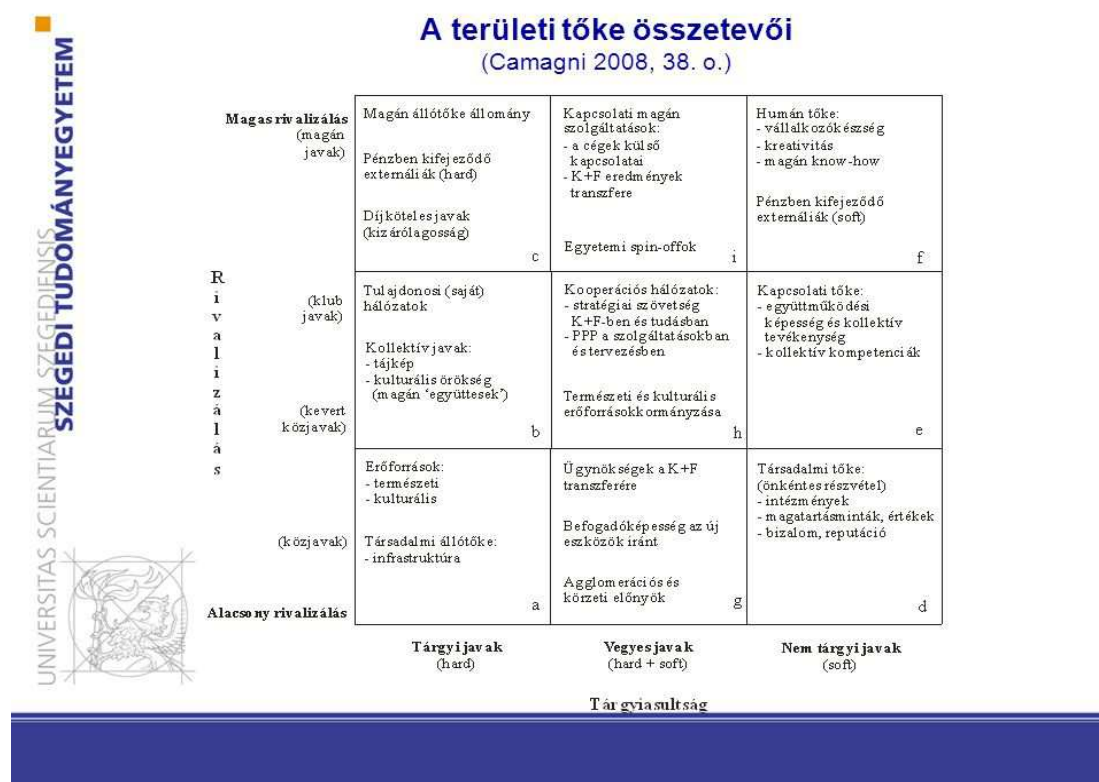 A területi tőke összetevői
(Camagni 2008, 38. o.)
UNIVERSITAS SCIENTIARUM SZEGEDIENSIS
SZEGEDI TUDOMÁNYEGYETEM
Magas rivalizálás
(magán
javak)
Magán állótőke állomány
Pénzben kifejeződő
externáliák (hard)
Díjköteles javak
(kizárólagosság)
c
Kapcsolati magán
szolgáltatások:
- a cégek külső
kapcsolatai
- K+F eredmények
transzfere
Egyetemi spin-offok
i
Humán tőke:
- vállalkozókészség
- kreativitás
- magán know-how
Pénzben kifejeződő
externáliák (soft)
f
Rivalizálás
(klub
javak)
(kevert
közjavak)
Tulajdonosi (saját)
hálózatok
Kollektív javak:
- tájkép
- kulturális örökség
(magán ‘együttesek’)
b
Kooperációs hálózatok:
- stratégiai szövetség
K+F-ben és tudásban
- PPP a szolgáltatásokban
és tervezésben
Természeti és kulturális
erőforrások kormányzása
h
Kapcsolati tőke:
- együttműködési
képesség és kollektív
tevékenység
- kollektív kompetenciák
e
(közjavak)
Alacsony rivalizálás
Erőforrások:
- természeti
- kulturális
Társadalmi állótőke:
- infrastruktúra
a
Ügynökségek a K+F
transzferére
Befogadóképesség az új
eszközök iránt
Agglomerációs és
körzeti előnyök
g
Társadalmi tőke:
(önkéntes részvétel)
- intézmények
- magatartásminták, értékek
- bizalom, reputáció
d
Tárgyi javak
(hard)
Vegyes javak
(hard + soft)
Nem tárgyi javak
(soft)
Tárgyiasultság